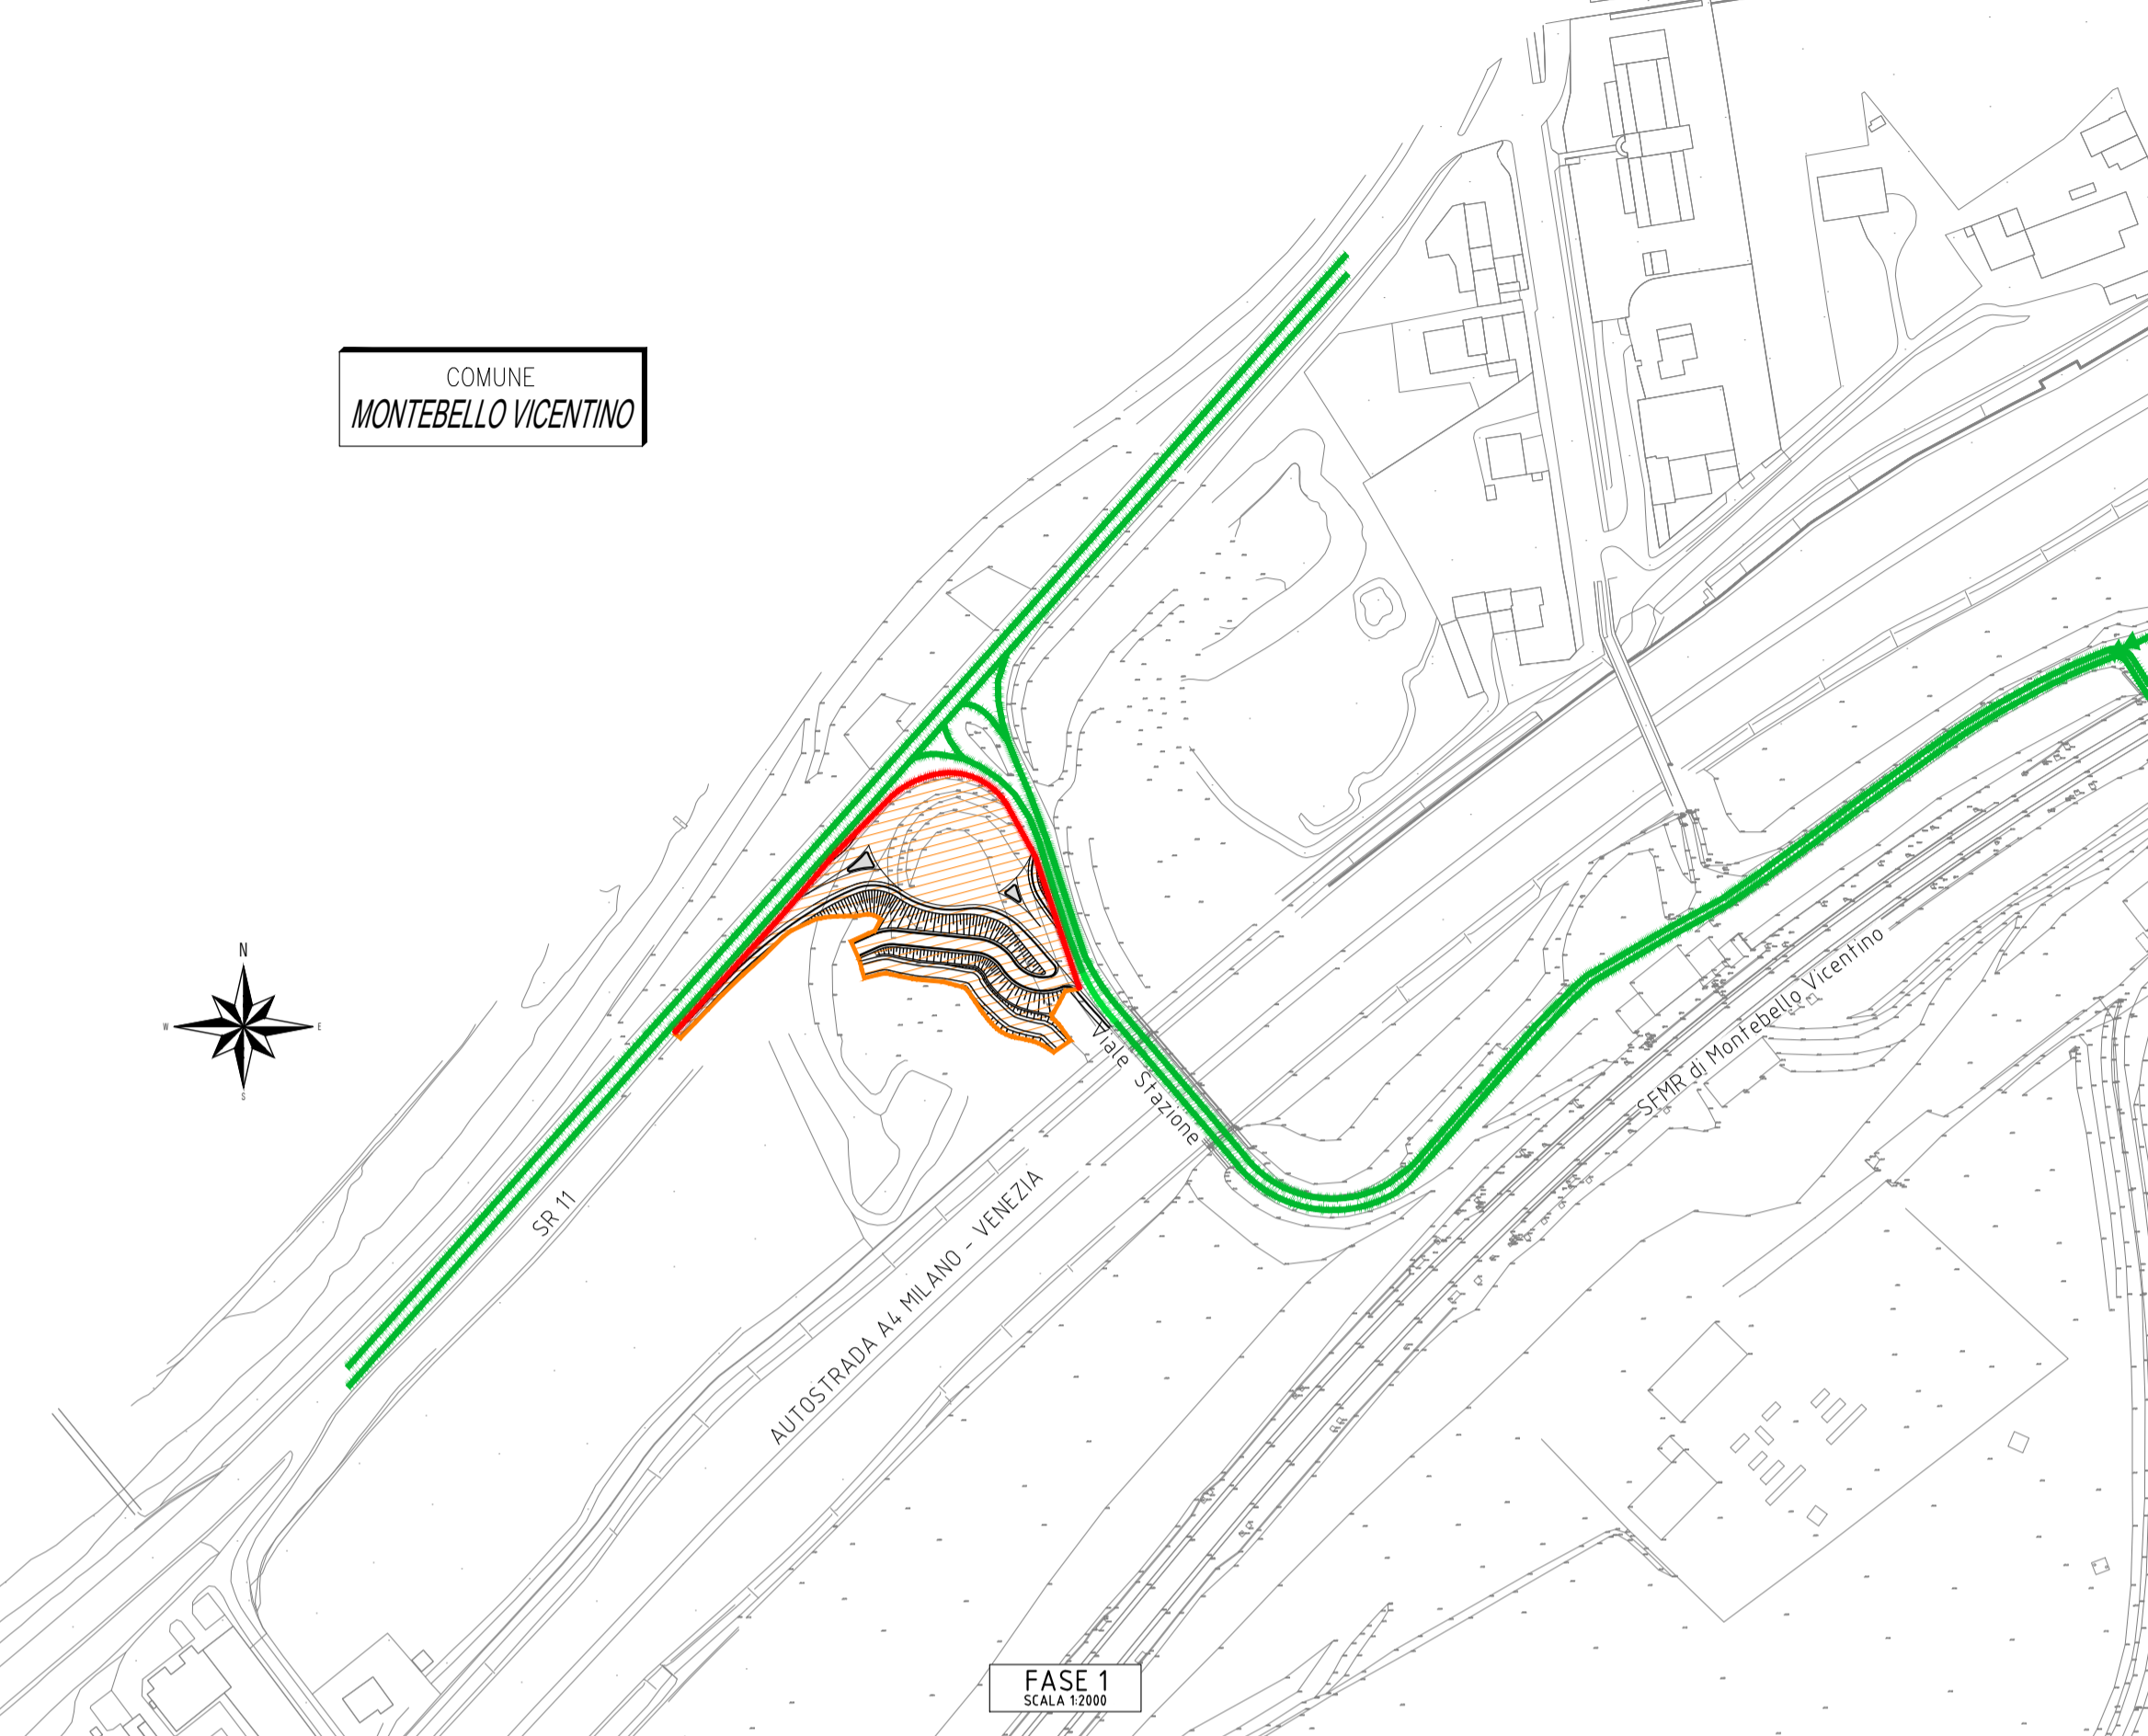 COMUNE
MONTEBELLO VICENTINO
N
W
E
S
SR 11
AUTOSTRADA A4 MILANO - VENEZIA
Viale Stazione
SFMR di Montebello Vicentino
FASE 1
SCALA 1:2000